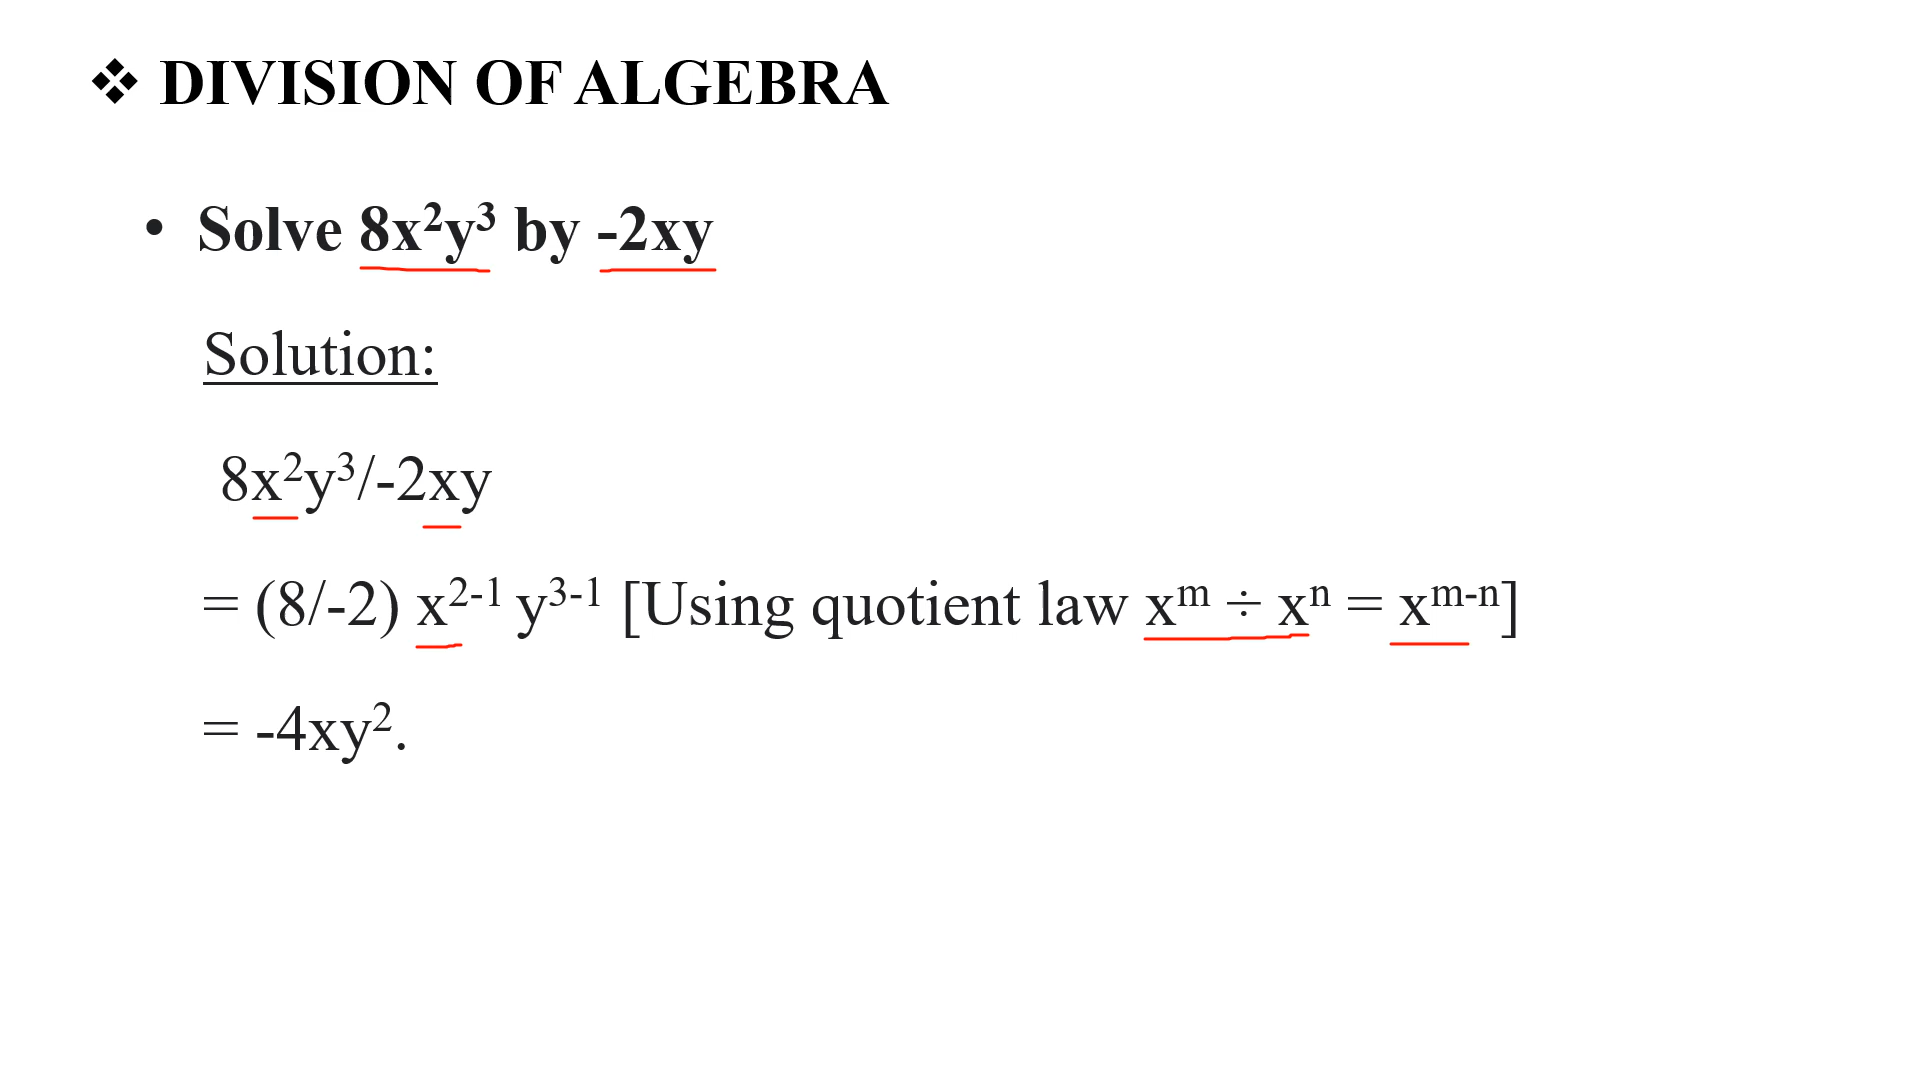 ❖ DIVISION OF ALGEBRA
• Solve 8x²y³ by -2xy
Solution:
8x²y³/-2xy
= (8/-2) x²⁻¹ y³⁻¹ [Using quotient law xᵐ ÷ xⁿ = xᵐ⁻ⁿ]
= -4xy².